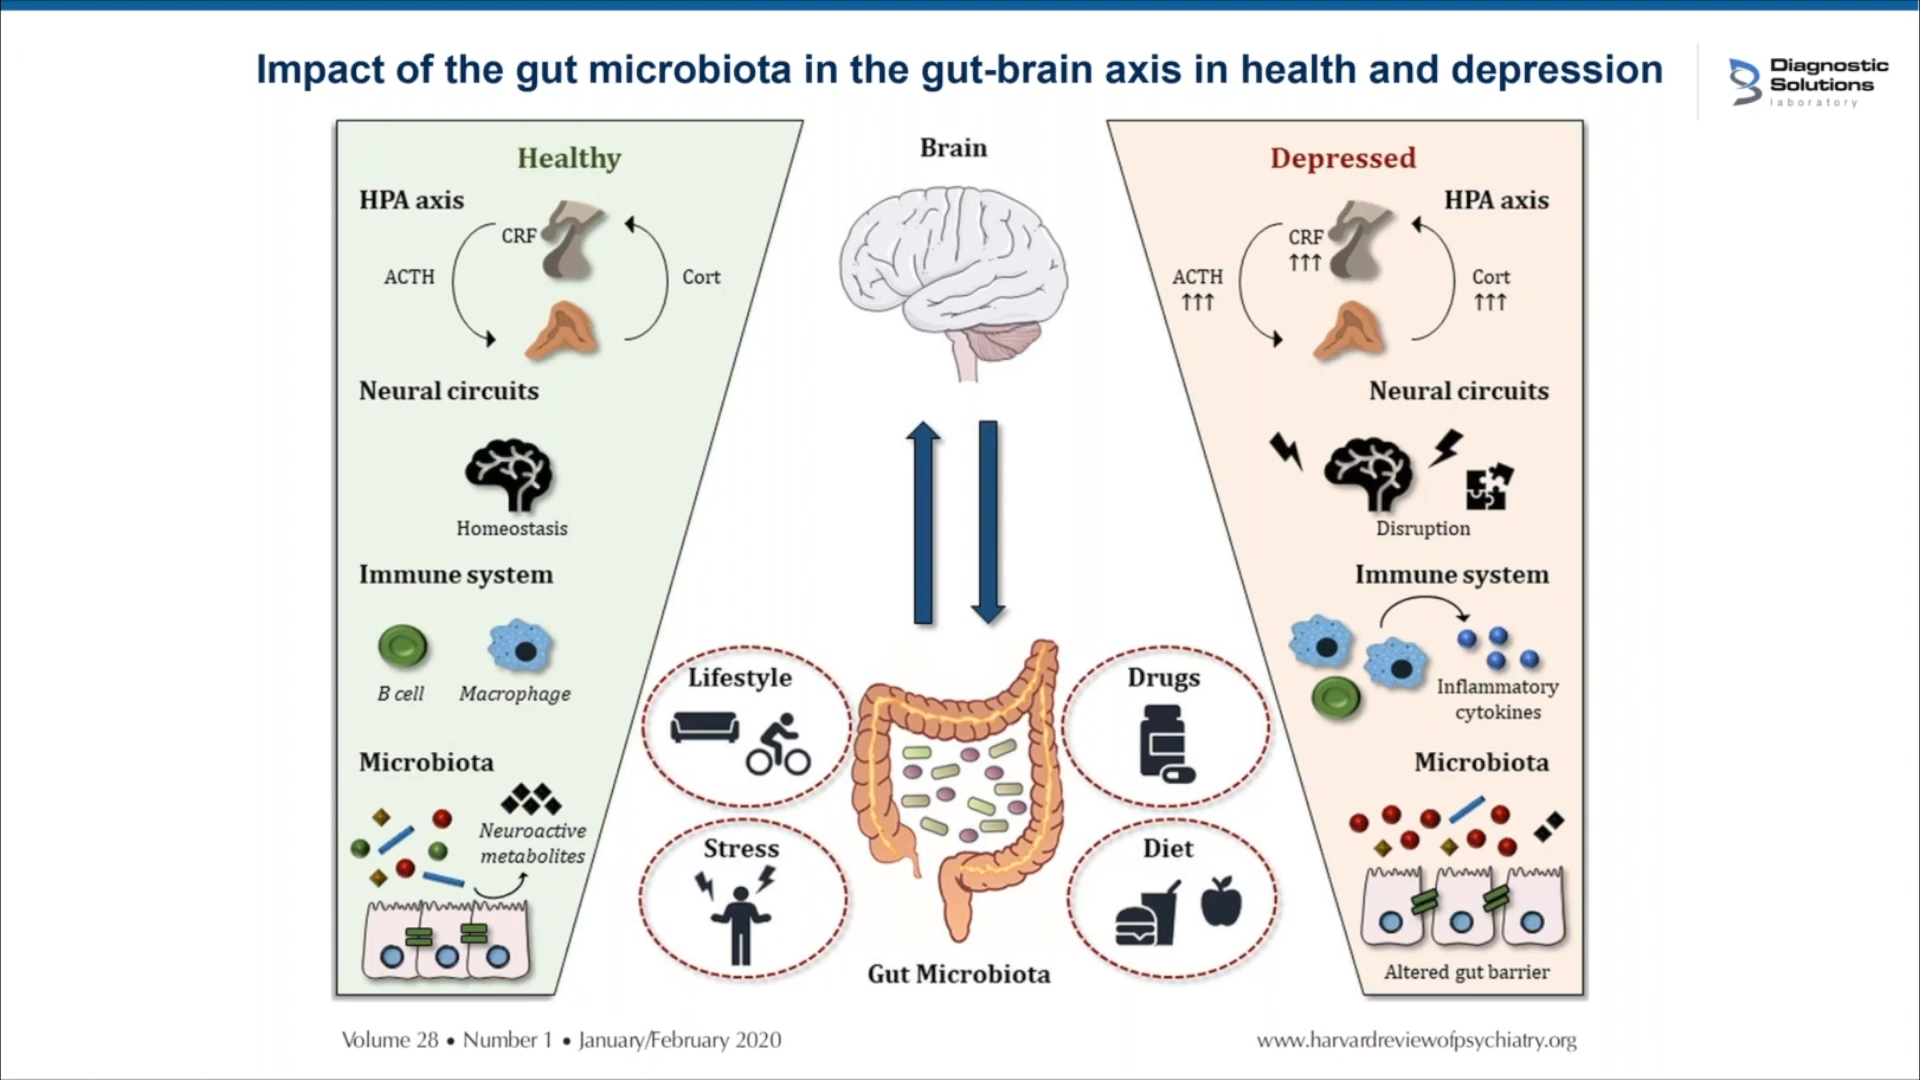 Impact of the gut microbiota in the gut-brain axis in health and depression
Diagnostic
Solutions
laboratory
Healthy
HPA axis
CRF
ACTH
Cort
Neural circuits
Homeostasis
Immune system
B cell
Macrophage
Microbiota
Neuroactive
metabolites
Brain
Lifestyle
Drugs
Stress
Diet
Gut Microbiota
Depressed
HPA axis
CRF
↑↑↑
ACTH
↑↑↑
Cort
↑↑↑
Neural circuits
Disruption
Immune system
Inflammatory
cytokines
Microbiota
Altered gut barrier
Volume 28 • Number 1 • January/February 2020
www.harvardreviewofpsychiatry.org